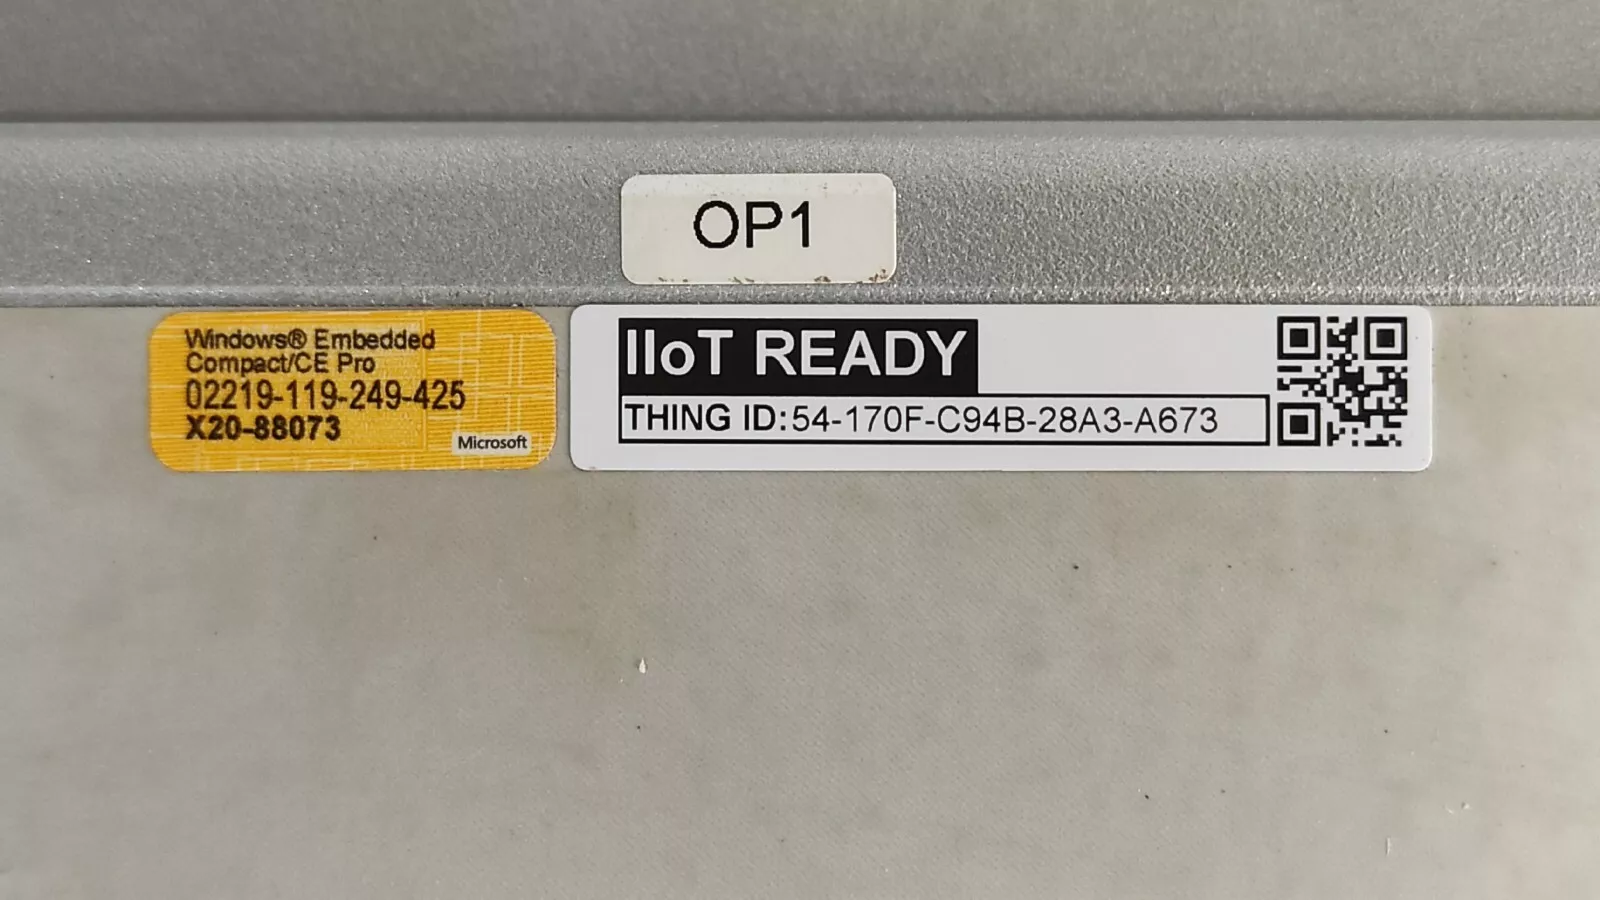 OP1
Windows® Embedded
Compact/CE Pro
02219-119-249-425
X20-88073
Microsoft
IIoT READY
THING ID:54-170F-C94B-28A3-A673